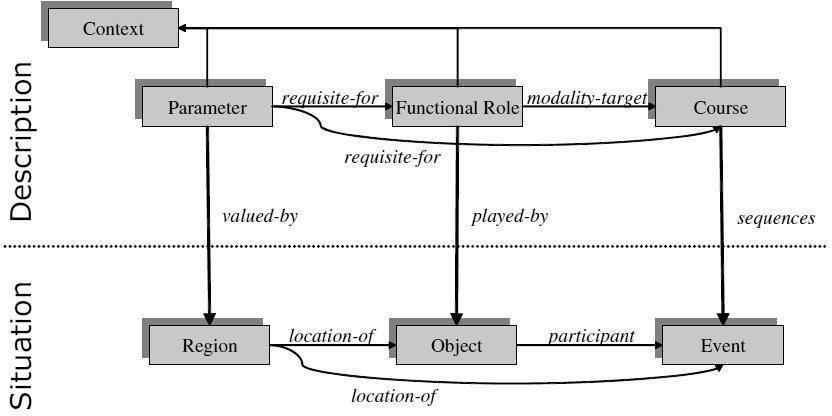 Context
Description
Parameter
requisite-for
Functional Role
modality-target
Course
requisite-for
valued-by
played-by
sequences
Situation
Region
location-of
Object
participant
Event
location-of